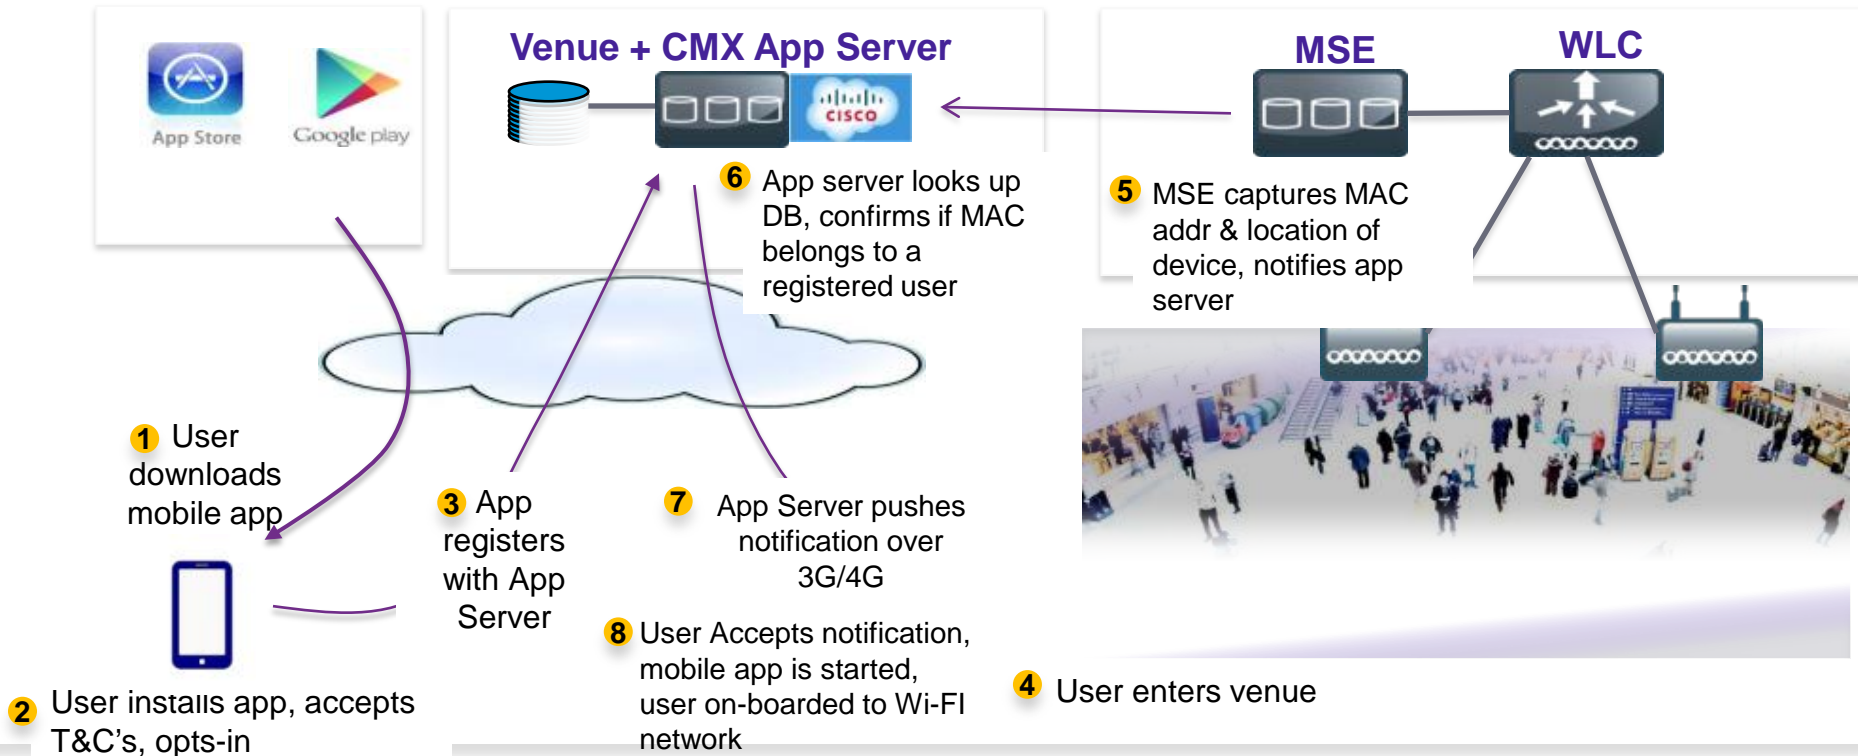 App Store
Google play
Venue + CMX App Server
CISCO
MSE
WLC
1 User
downloads
mobile app
2 User installs app, accepts
T&C's, opts-in
3 App
registers
with App
Server
4 User enters venue
5 MSE captures MAC
addr & location of
device, notifies app
server
6 App server looks up
DB, confirms if MAC
belongs to a
registered user
7 App Server pushes
notification over
3G/4G
8 User Accepts notification,
mobile app is started,
user on-boarded to Wi-FI
network